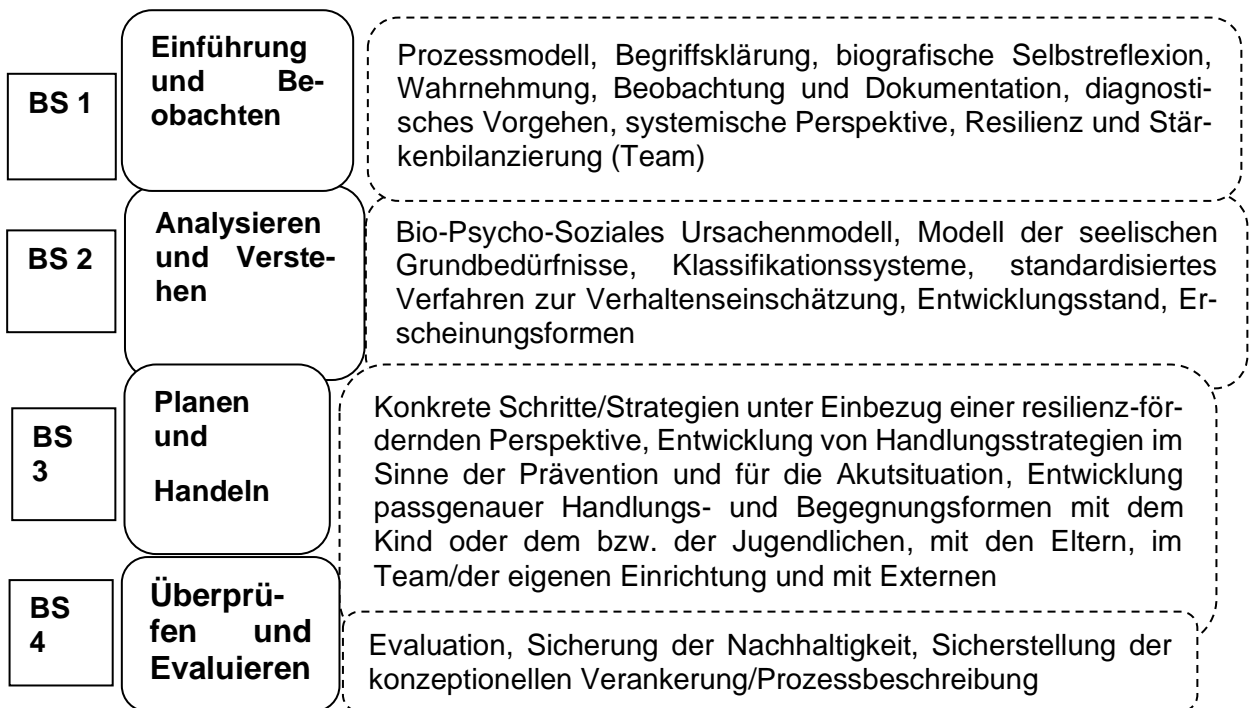 BS 1
Einführung
und Be-
obachten
Prozessmodell, Begriffsklärung, biografische Selbstreflexion,
Wahrnehmung, Beobachtung und Dokumentation, diagnosti-
sches Vorgehen, systemische Perspektive, Resilienz und Stär-
kenbilanzierung (Team)
BS 2
Analysieren
und Verste-
hen
Bio-Psycho-Soziales Ursachenmodell, Modell der seelischen
Grundbedürfnisse, Klassifikationssysteme, standardisiertes
Verfahren zur Verhaltenseinschätzung, Entwicklungsstand, Er-
scheinungsformen
BS
3
Planen
und
Handeln
Konkrete Schritte/Strategien unter Einbezug einer resilienz-för-
dernden Perspektive, Entwicklung von Handlungsstrategien im
Sinne der Prävention und für die Akutsituation, Entwicklung
passgenauer Handlungs- und Begegnungsformen mit dem
Kind oder dem bzw. der Jugendlichen, mit den Eltern, im
Team/der eigenen Einrichtung und mit Externen
BS
4
Überprü-
fen und
Evaluieren
Evaluation, Sicherung der Nachhaltigkeit, Sicherstellung der
konzeptionellen Verankerung/Prozessbeschreibung